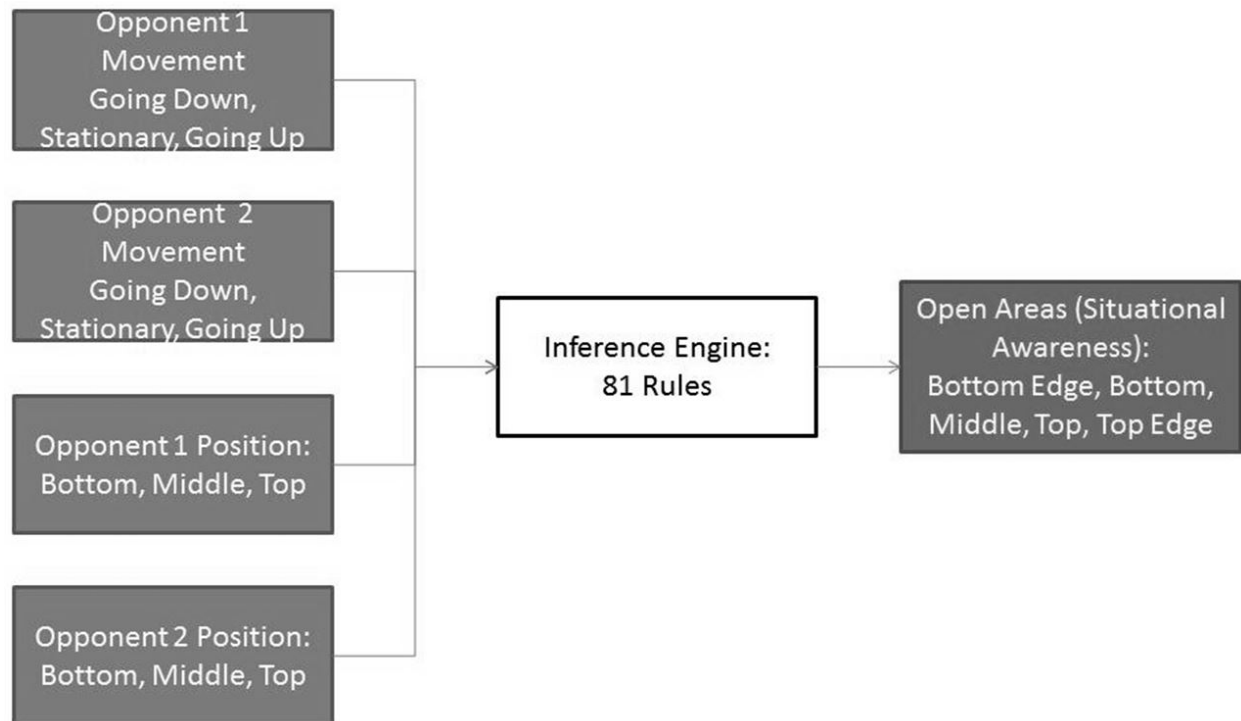 Opponent 1
Movement
Going Down,
Stationary, Going Up
Opponent 2
Movement
Going Down,
Stationary, Going Up
Opponent 1 Position:
Bottom, Middle, Top
Opponent 2 Position:
Bottom, Middle, Top
Inference Engine:
81 Rules
Open Areas (Situational
Awareness):
Bottom Edge, Bottom,
Middle, Top, Top Edge